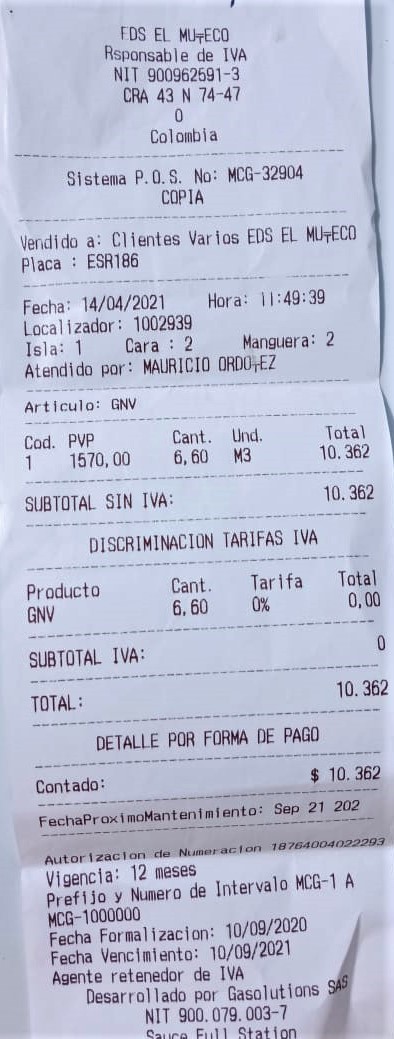 EDS EL MU╤ECO
Rsponsable de IVA
NIT 900962591-3
CRA 43 N 74-47
0
Colombia
Sistema P.O.S. No: MCG-32904
COPIA
Vendido a: Clientes Varios EDS EL MU╤ECO
Placa : ESR186
Fecha: 14/04/2021 Hora: 11:49:39
Localizador: 1002939
Isla: 1 Cara : 2 Manguera: 2
Atendido por: MAURICIO ORDO╤EZ
Articulo: GNV
Cod. PVP Cant. Und. Total
1 1570,00 6,60 M3 10.362
SUBTOTAL SIN IVA: 10.362
DISCRIMINACION TARIFAS IVA
Producto Cant. Tarifa Total
GNV 6,60 0% 0,00
SUBTOTAL IVA: 0
TOTAL: 10.362
DETALLE POR FORMA DE PAGO
Contado: $ 10.362
FechaProximoMantenimiento: Sep 21 202
Autorizacion de Numeracion 18764004022293
Vigencia: 12 meses
Prefijo y Numero de Intervalo MCG-1 A
MCG-1000000
Fecha Formalizacion: 10/09/2020
Fecha Vencimiento: 10/09/2021
Agente retenedor de IVA
Desarrollado por Gasolutions SAS
NIT 900.079.003-7
Sauce Full Station